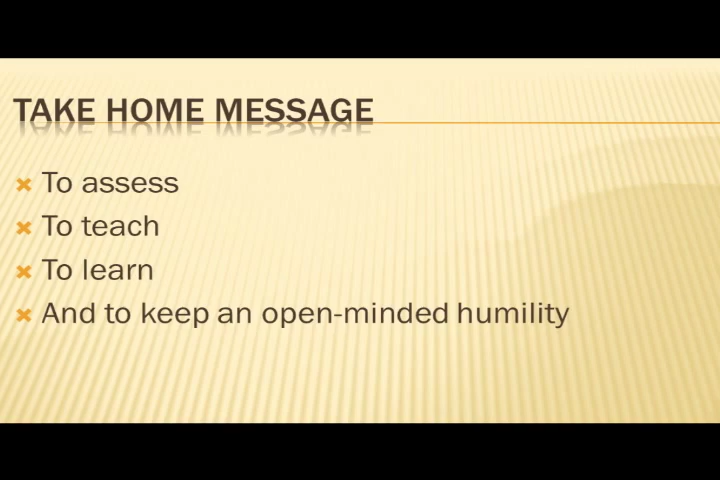 TAKE HOME MESSAGE
To assess
To teach
To learn
And to keep an open-minded humility